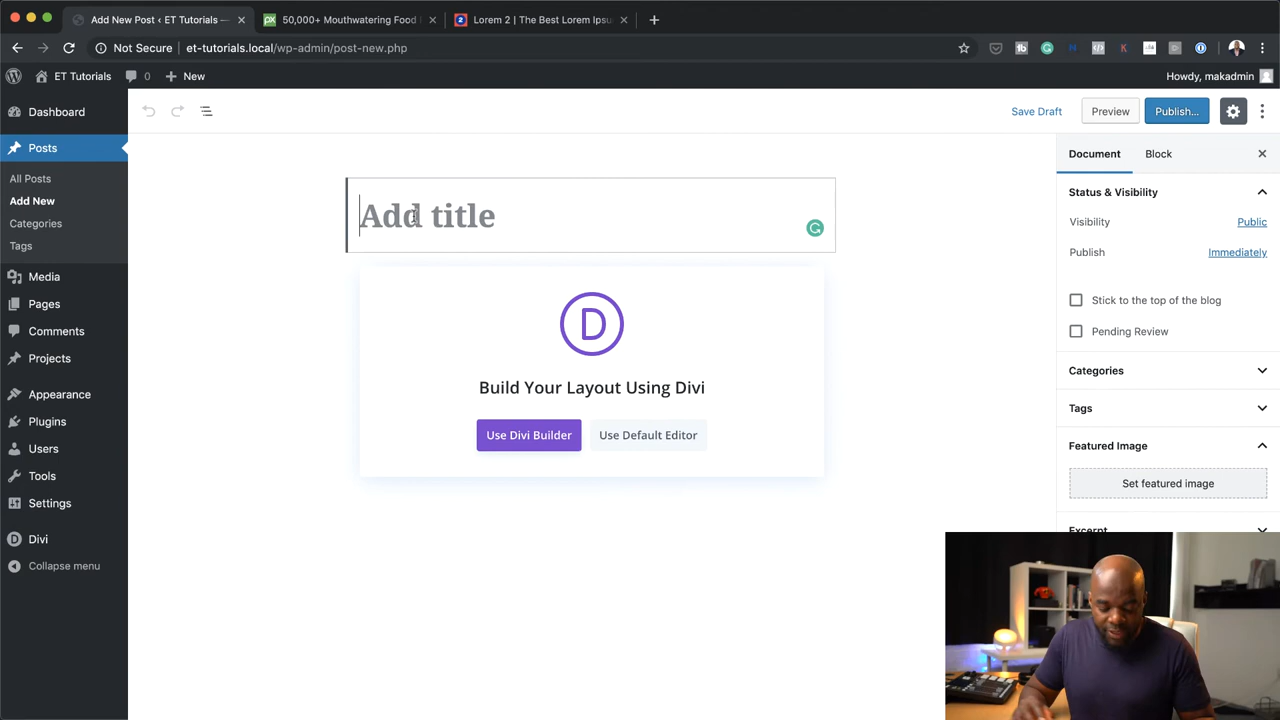 Add New Post ‹ ET Tutorials —
50,000+ Mouthwatering Food
Lorem 2 | The Best Lorem Ipsu
Not Secure | et-tutorials.local/wp-admin/post-new.php
ET Tutorials
0
New
Howdy, makadmin
Dashboard
Posts
All Posts
Add New
Categories
Tags
Media
Pages
Comments
Projects
Appearance
Plugins
Users
Tools
Settings
Divi
Collapse menu
Save Draft
Preview
Publish...
Add title
D
Build Your Layout Using Divi
Use Divi Builder
Use Default Editor
Document
Block
Status & Visibility
Visibility
Public
Publish
Immediately
Stick to the top of the blog
Pending Review
Categories
Tags
Featured Image
Set featured image
Excerpt